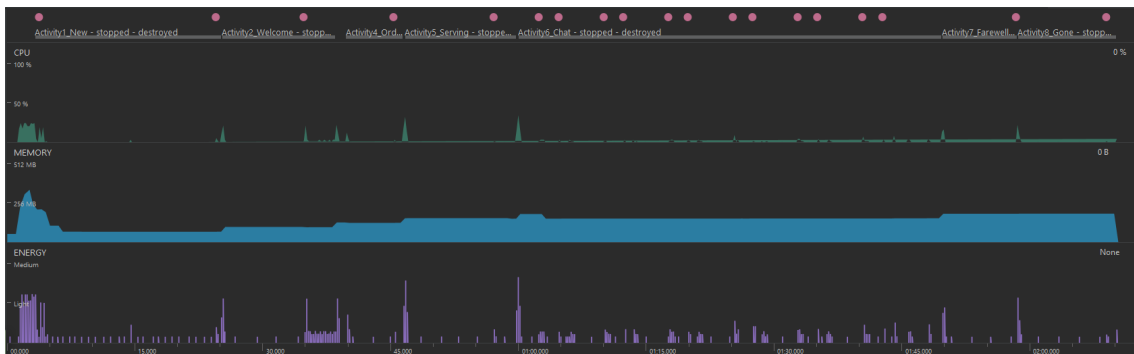 Activity1_New - stopped - destroyed
Activity2_Welcome - stopp...
Activity4_Ord...
Activity5_Serving - stoppe...
Activity6_Chat - stopped - destroyed
Activity7_Farewell...
Activity8_Gone - stopp...
CPU
0 %
100 %
50 %
MEMORY
0 B
512 MB
256 MB
ENERGY
None
Medium
Light
00.000
15.000
30.000
45.000
01:00.000
01:15.000
01:30.000
01:45.000
02:00.000